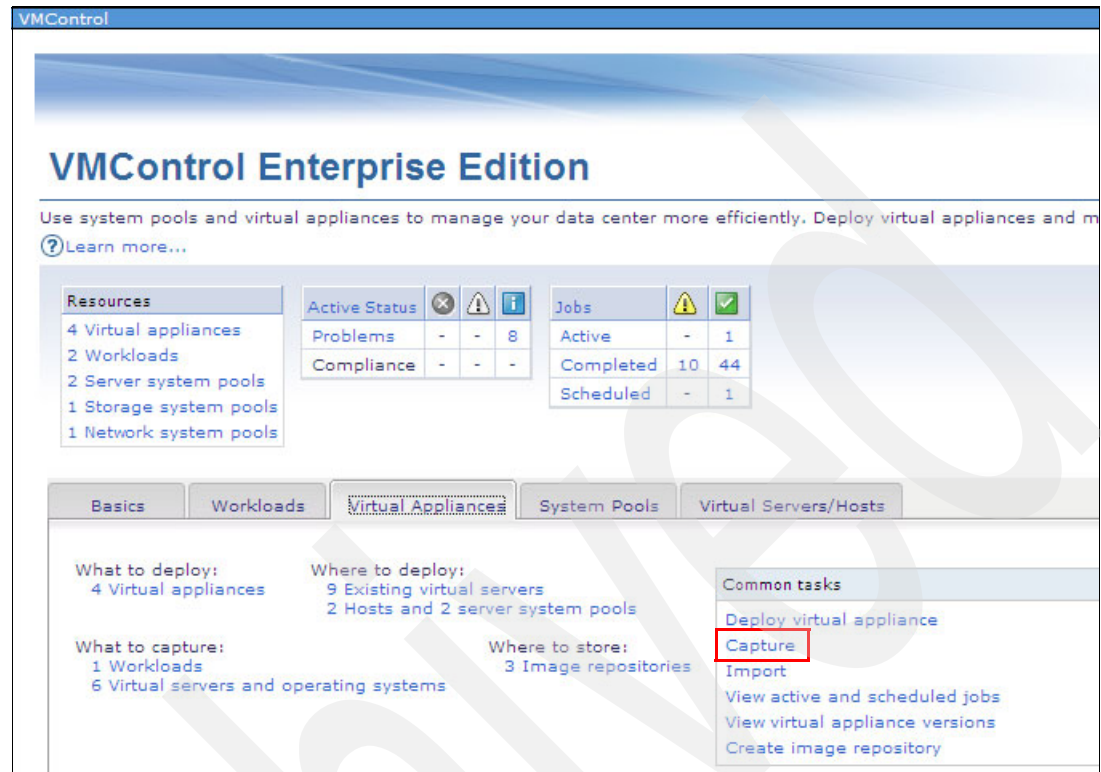 VMControl
VMControl Enterprise Edition
Use system pools and virtual appliances to manage your data center more efficiently. Deploy virtual appliances and m
Learn more...
Resources
4 Virtual appliances
2 Workloads
2 Server system pools
1 Storage system pools
1 Network system pools
Active Status
Problems - - 8
Compliance - - -
Jobs
Active - 1
Completed 10 44
Scheduled - 1
Basics Workloads Virtual Appliances System Pools Virtual Servers/Hosts
What to deploy:
4 Virtual appliances
Where to deploy:
9 Existing virtual servers
2 Hosts and 2 server system pools
What to capture:
1 Workloads
6 Virtual servers and operating systems
Where to store:
3 Image repositories
Common tasks
Deploy virtual appliance
Capture
Import
View active and scheduled jobs
View virtual appliance versions
Create image repository